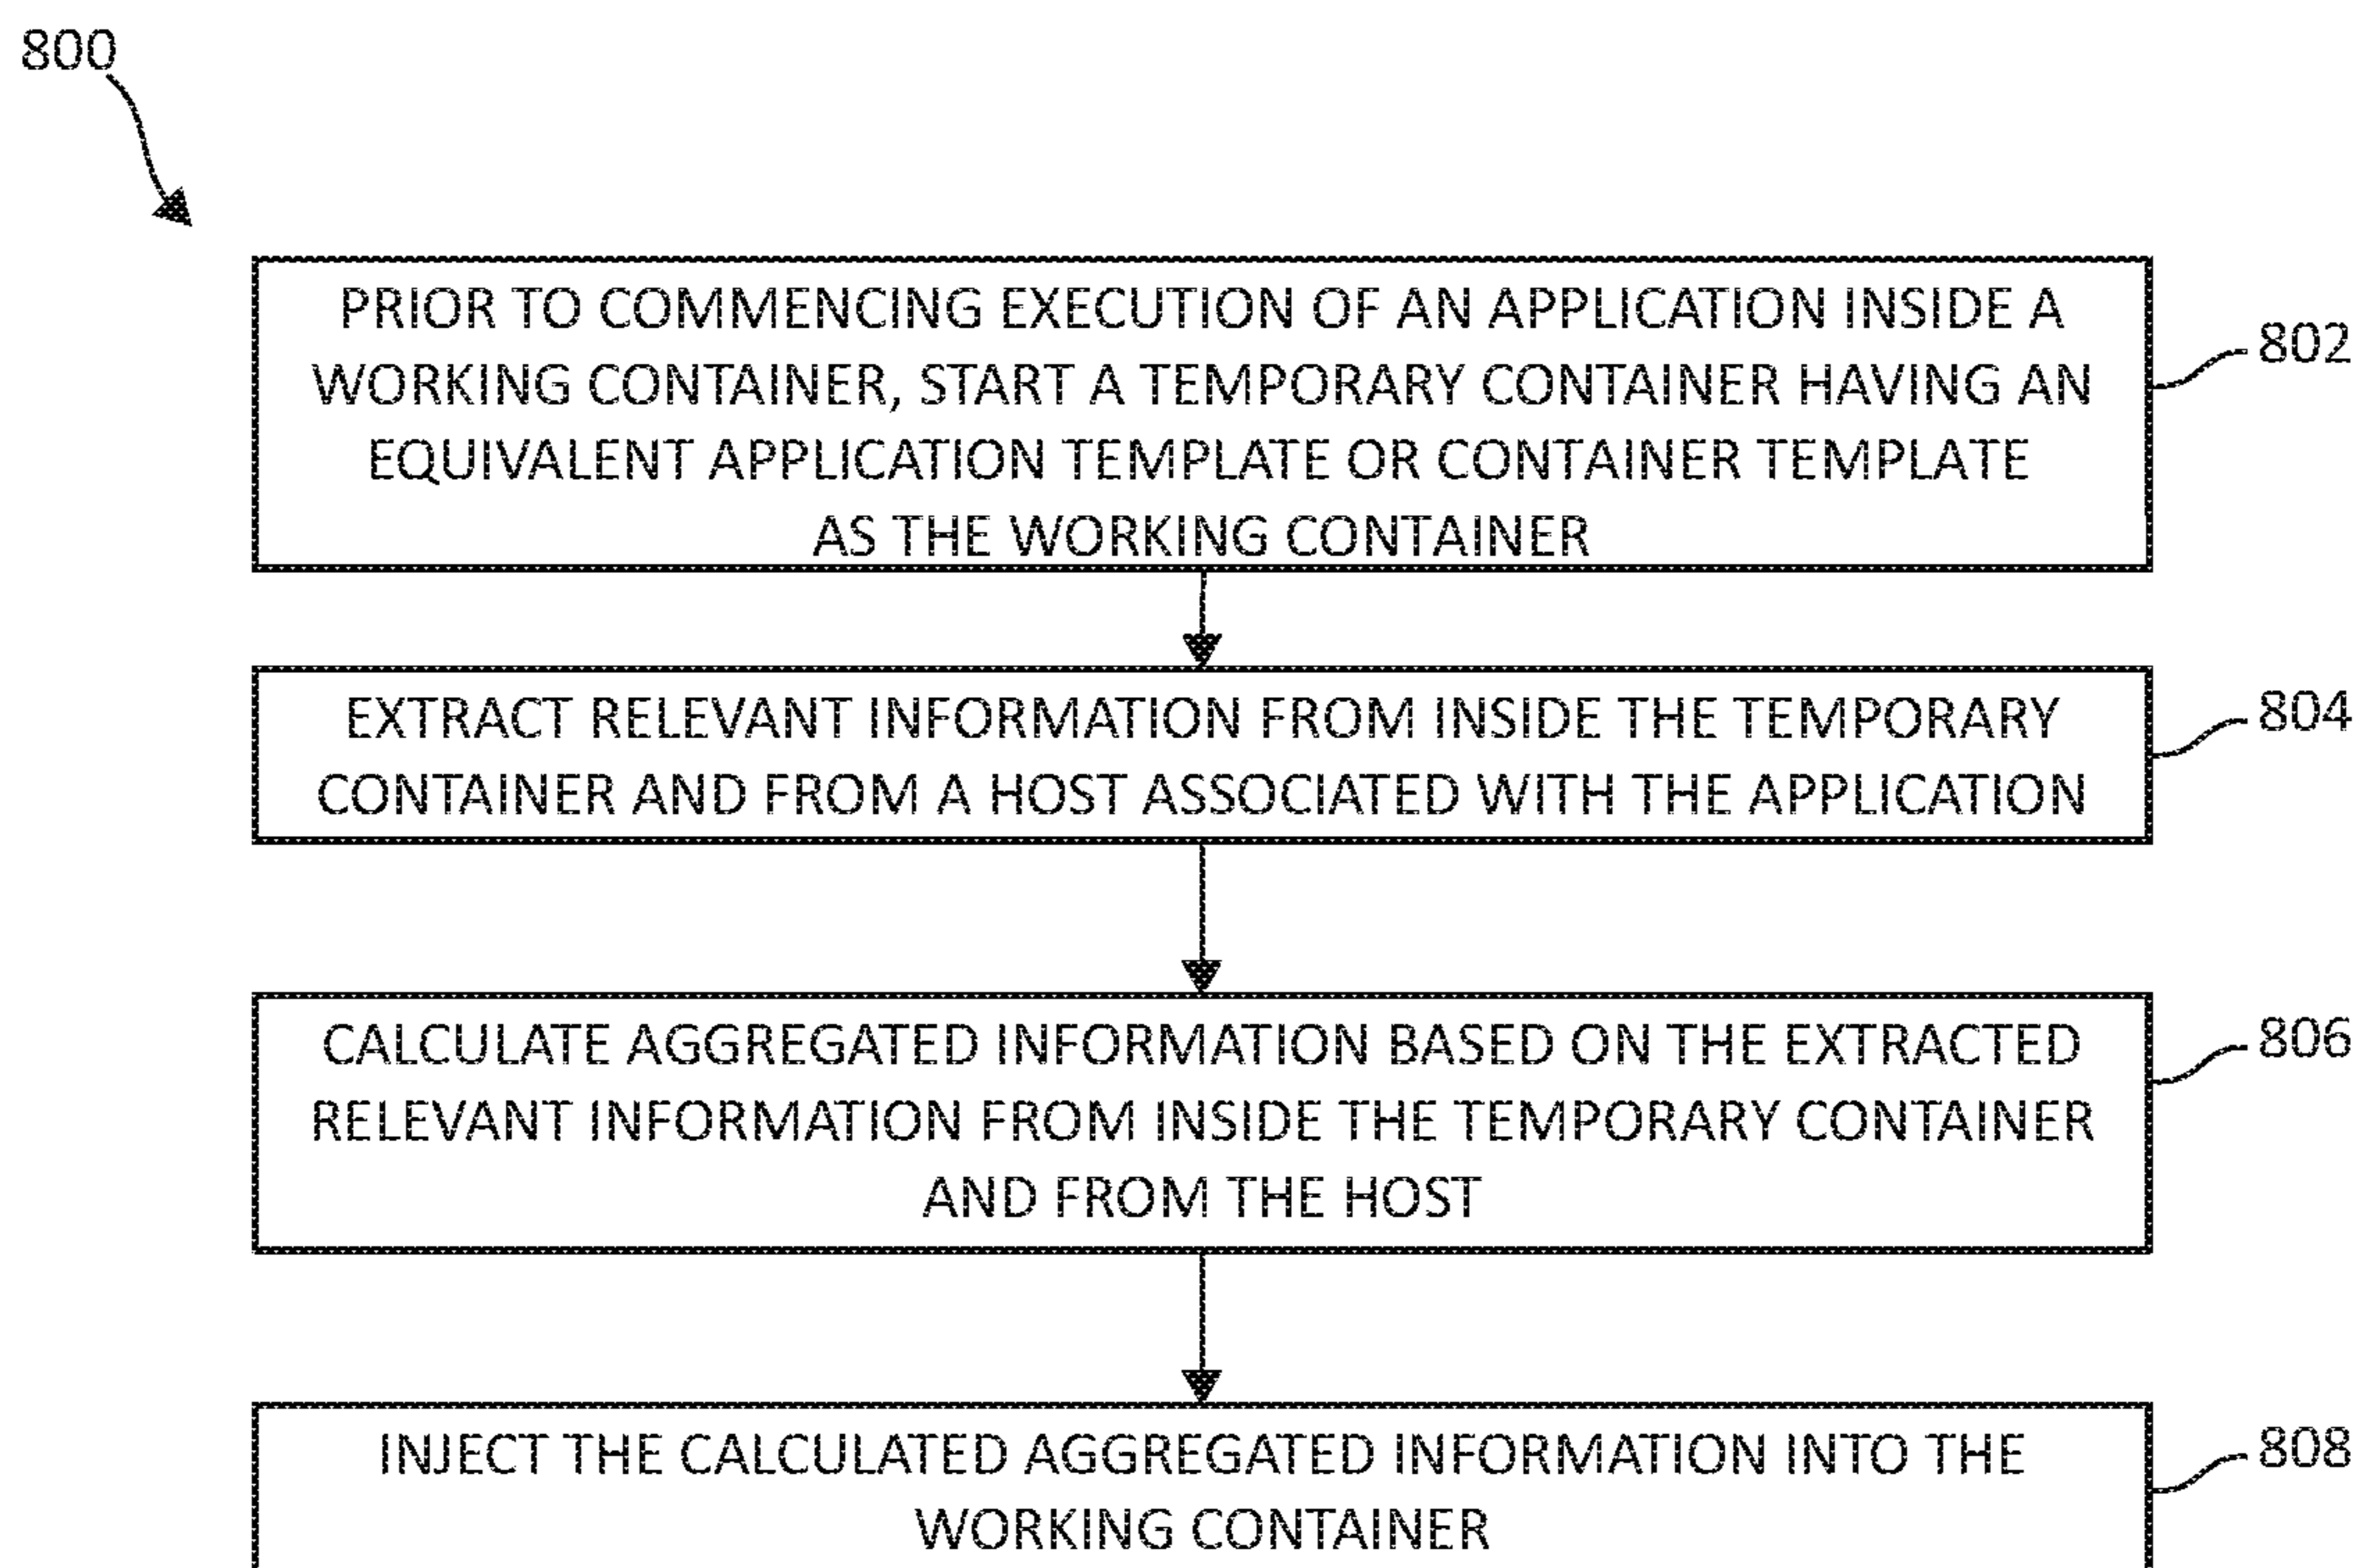 800
PRIOR TO COMMENCING EXECUTION OF AN APPLICATION INSIDE A
WORKING CONTAINER, START A TEMPORARY CONTAINER HAVING AN
EQUIVALENT APPLICATION TEMPLATE OR CONTAINER TEMPLATE
AS THE WORKING CONTAINER
802
EXTRACT RELEVANT INFORMATION FROM INSIDE THE TEMPORARY
CONTAINER AND FROM A HOST ASSOCIATED WITH THE APPLICATION
804
CALCULATE AGGREGATED INFORMATION BASED ON THE EXTRACTED
RELEVANT INFORMATION FROM INSIDE THE TEMPORARY CONTAINER
AND FROM THE HOST
806
INJECT THE CALCULATED AGGREGATED INFORMATION INTO THE
WORKING CONTAINER
808